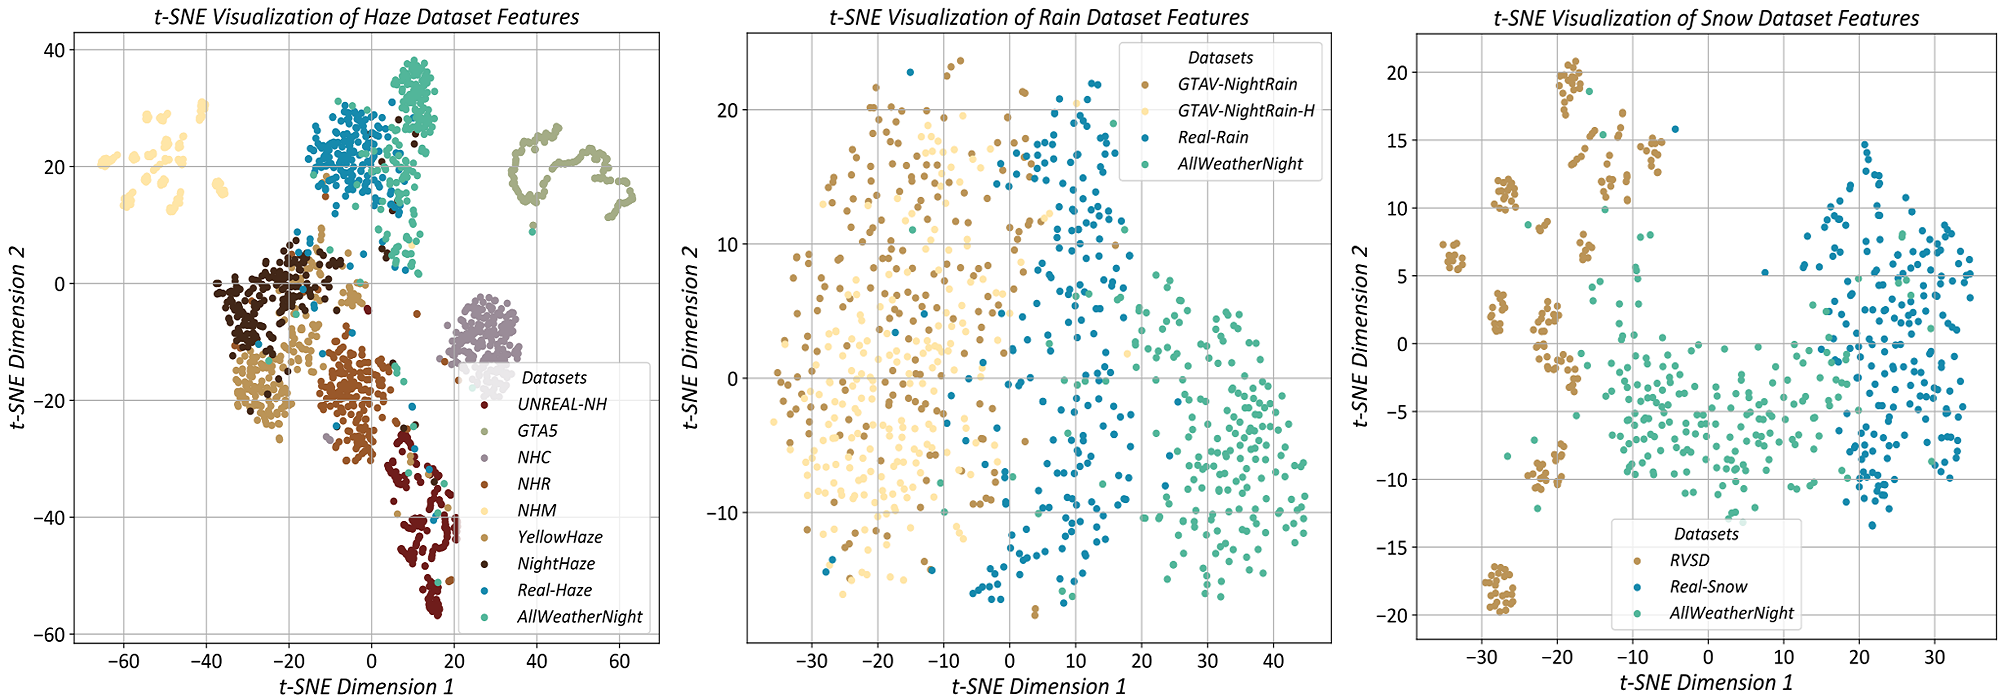 t-SNE Visualization of Haze Dataset Features
t-SNE Dimension 2
40
20
0
−20
−40
−60
−60 −40 −20 0 20 40 60
t-SNE Dimension 1
Datasets
UNREAL-NH
GTA5
NHC
NHR
NHM
YellowHaze
NightHaze
Real-Haze
AllWeatherNight
t-SNE Visualization of Rain Dataset Features
t-SNE Dimension 2
20
10
0
−10
−30 −20 −10 0 10 20 30 40
t-SNE Dimension 1
Datasets
GTAV-NightRain
GTAV-NightRain-H
Real-Rain
AllWeatherNight
t-SNE Visualization of Snow Dataset Features
t-SNE Dimension 2
20
15
10
5
0
−5
−10
−15
−20
−30 −20 −10 0 10 20 30
t-SNE Dimension 1
Datasets
RVSD
Real-Snow
AllWeatherNight